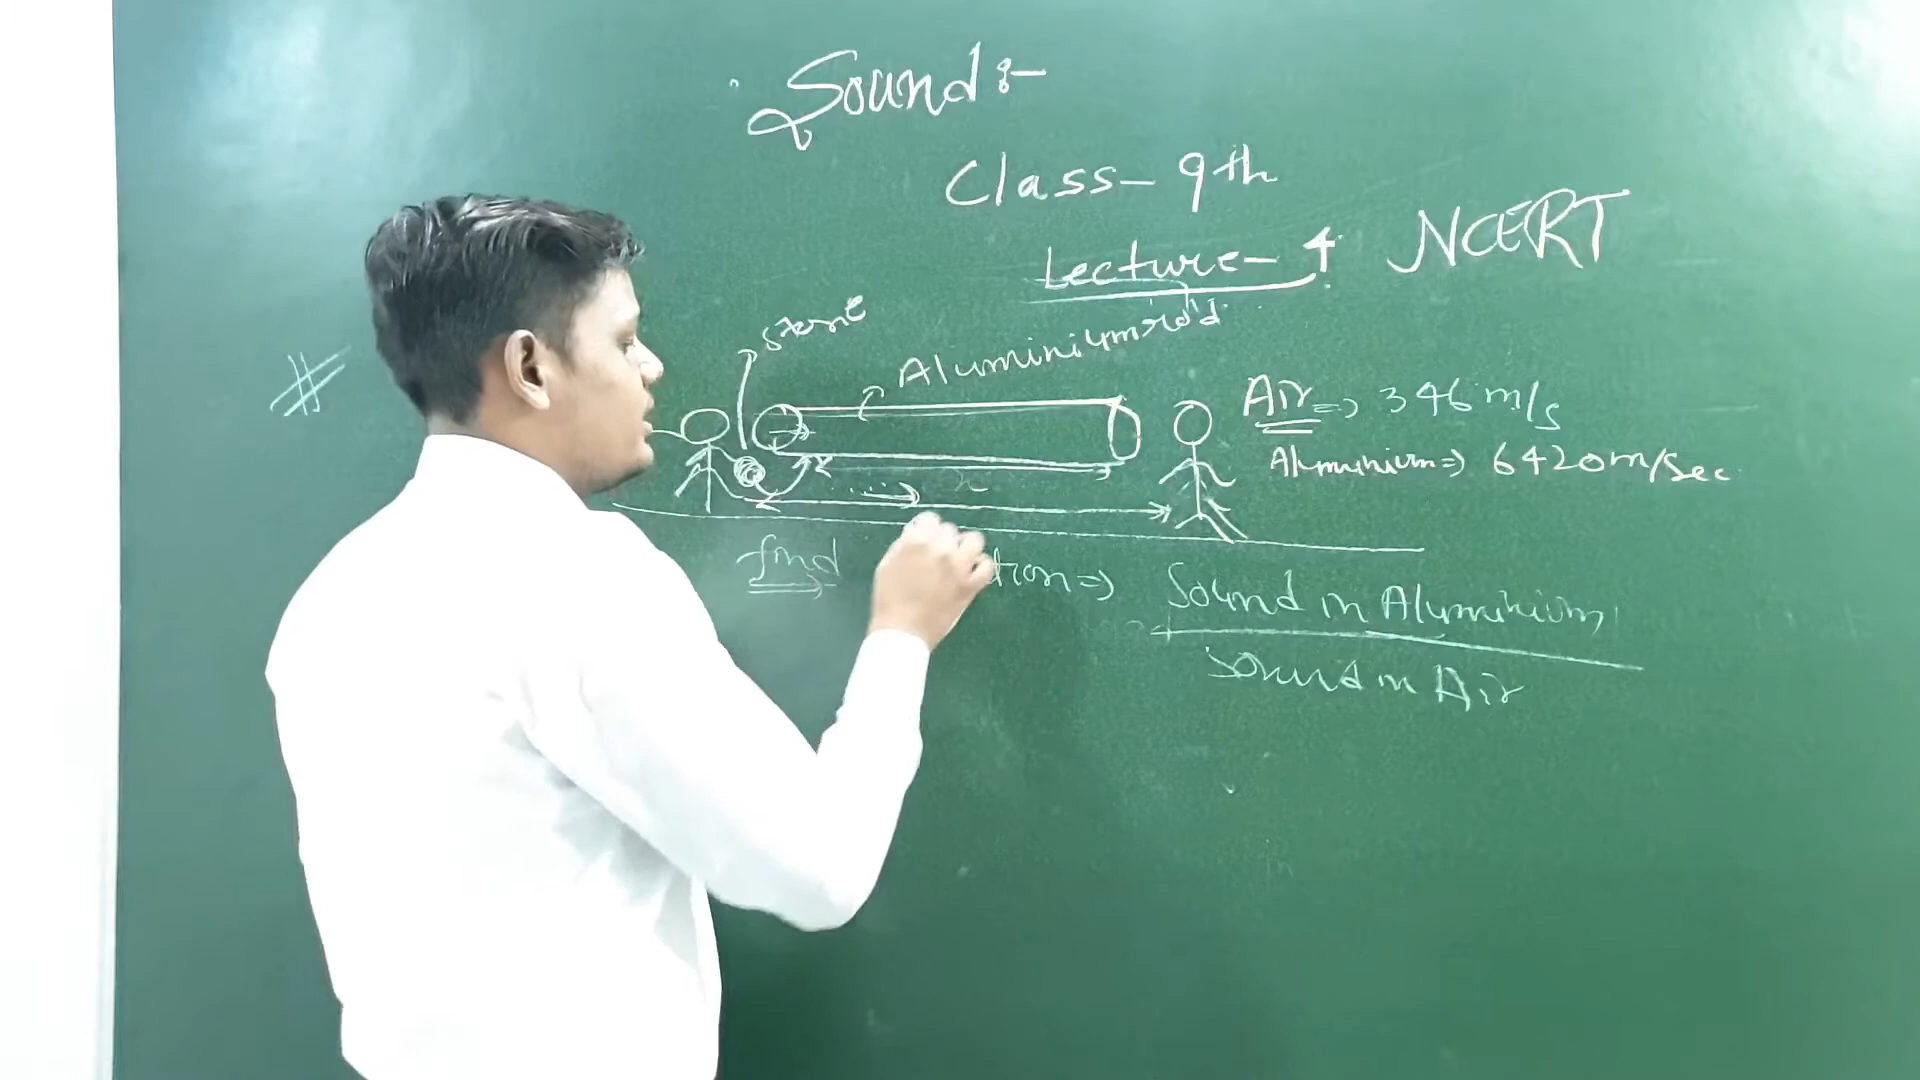 Sound :-
Class - 9th
Lecture - 4 NCERT
stone
Aluminium rod
Air => 346 m/s
Aluminium => 6420 m/sec
x
find
Sound in Aluminium
Sound in Air